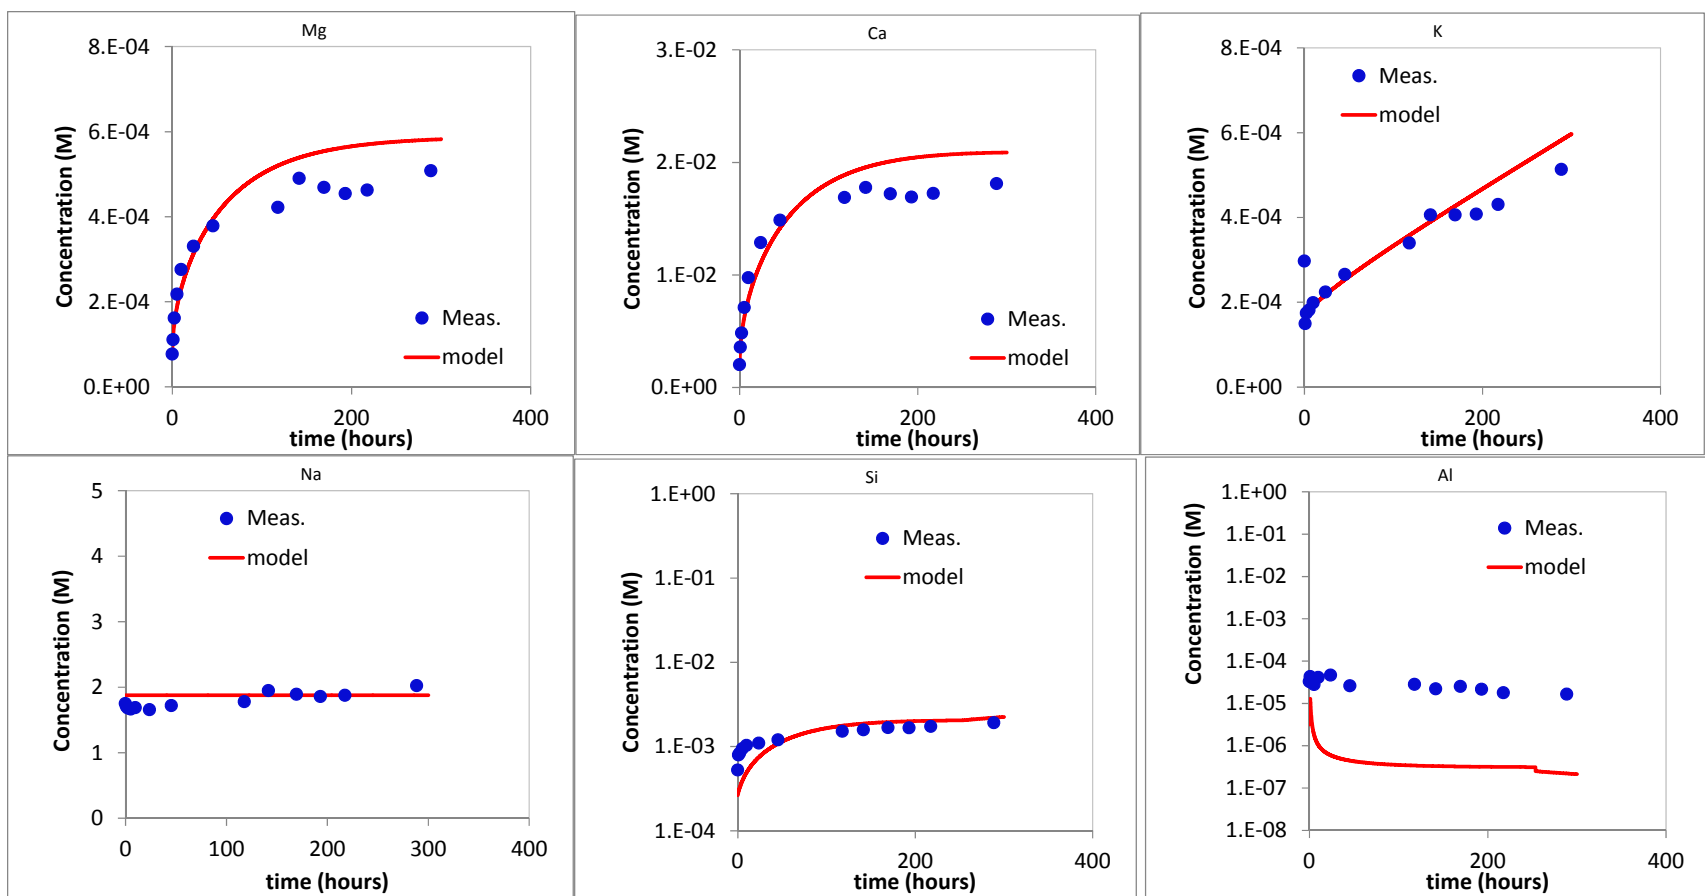 Mg
8.E-04
6.E-04
4.E-04
2.E-04
0.E+00
Concentration (M)
Meas.
model
0 200 400
time (hours)
Ca
3.E-02
2.E-02
1.E-02
0.E+00
Concentration (M)
Meas.
model
0 200 400
time (hours)
K
8.E-04
6.E-04
4.E-04
2.E-04
0.E+00
Concentration (M)
Meas.
model
0 200 400
time (hours)
Na
5
4
3
2
1
0
Concentration (M)
Meas.
model
0 100 200 300 400
time (hours)
Si
1.E+00
1.E-01
1.E-02
1.E-03
1.E-04
Concentration (M)
Meas.
model
0 200 400
time (hours)
Al
1.E+00
1.E-01
1.E-02
1.E-03
1.E-04
1.E-05
1.E-06
1.E-07
1.E-08
Concentration (M)
Meas.
model
0 200 400
time (hours)